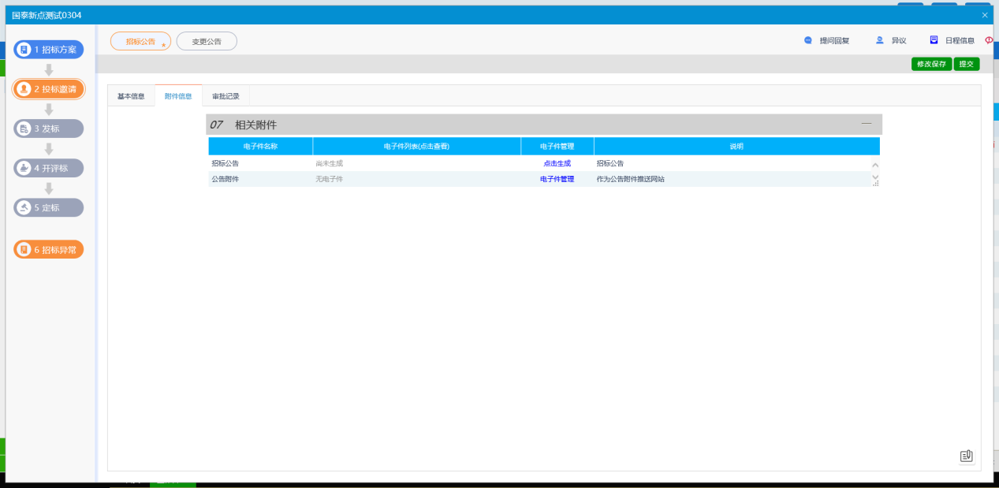 国泰新点测试0304
招标公告
变更公告
提问回复
异议
日程信息
修改保存
提交
1 招标方案
2 投标邀请
3 发标
4 开评标
5 定标
6 招标异常
基本信息
附件信息
审批记录
07 相关附件
电子件名称 电子件列表(点击查看) 电子件管理 说明
招标公告 尚未生成 点击生成 招标公告
公告附件 无电子件 电子件管理 作为公告附件推送网站